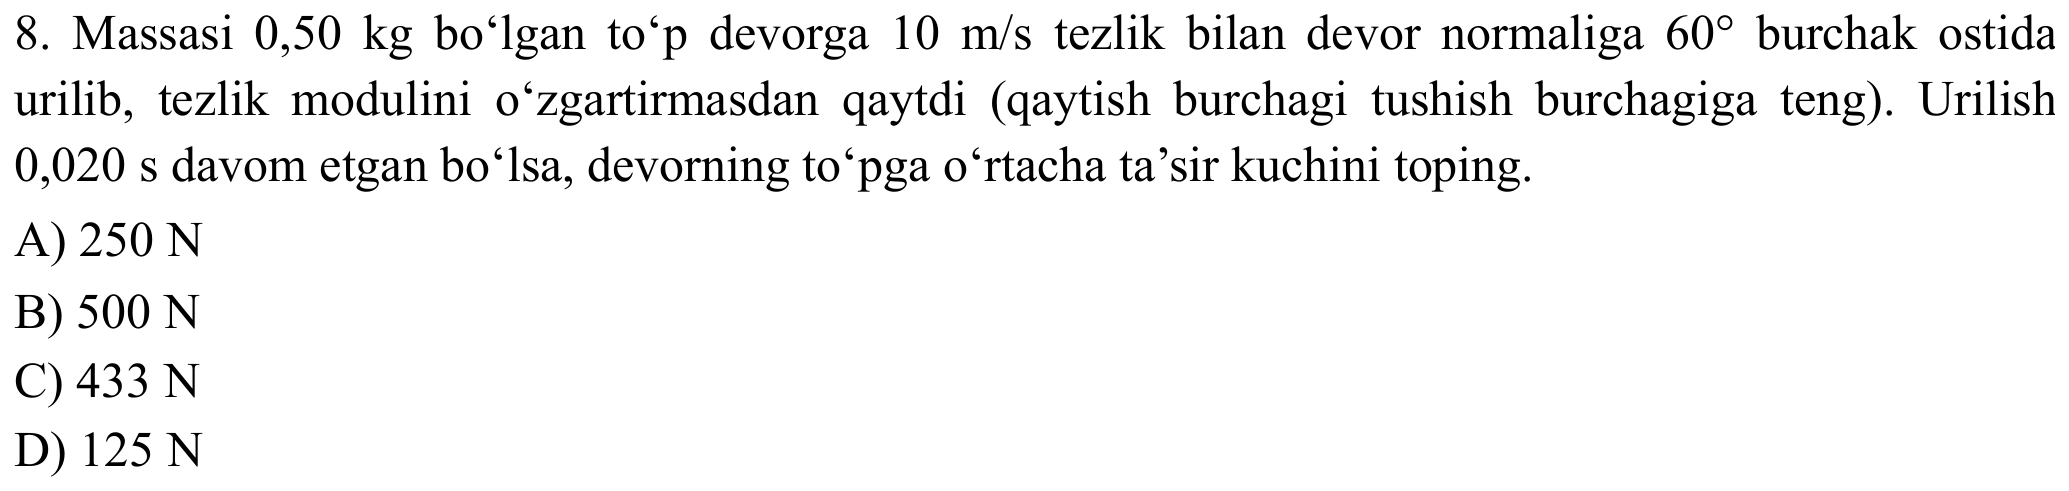 8. Massasi 0,50 kg bo‘lgan to‘p devorga 10 m/s tezlik bilan devor normaliga 60° burchak ostida
urilib, tezlik modulini o‘zgartirmasdan qaytdi (qaytish burchagi tushish burchagiga teng). Urilish
0,020 s davom etgan bo‘lsa, devorning to‘pga o‘rtacha ta’sir kuchini toping.
A) 250 N
B) 500 N
C) 433 N
D) 125 N